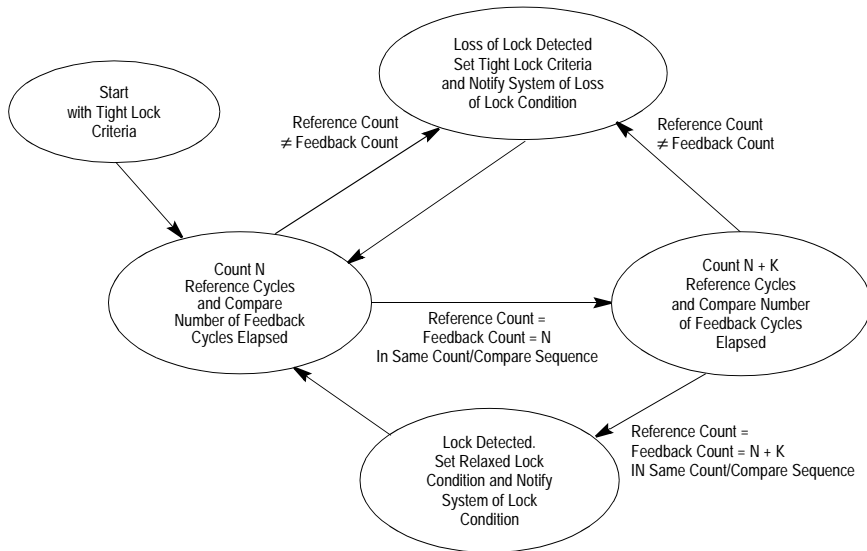 Start
with Tight Lock
Criteria
Loss of Lock Detected
Set Tight Lock Criteria
and Notify System of Loss
of Lock Condition
Reference Count
≠ Feedback Count
Reference Count
≠ Feedback Count
Count N
Reference Cycles
and Compare
Number of Feedback
Cycles Elapsed
Reference Count =
Feedback Count = N
In Same Count/Compare Sequence
Count N + K
Reference Cycles
and Compare Number
of Feedback Cycles
Elapsed
Lock Detected.
Set Relaxed Lock
Condition and Notify
System of Lock
Condition
Reference Count =
Feedback Count = N + K
IN Same Count/Compare Sequence